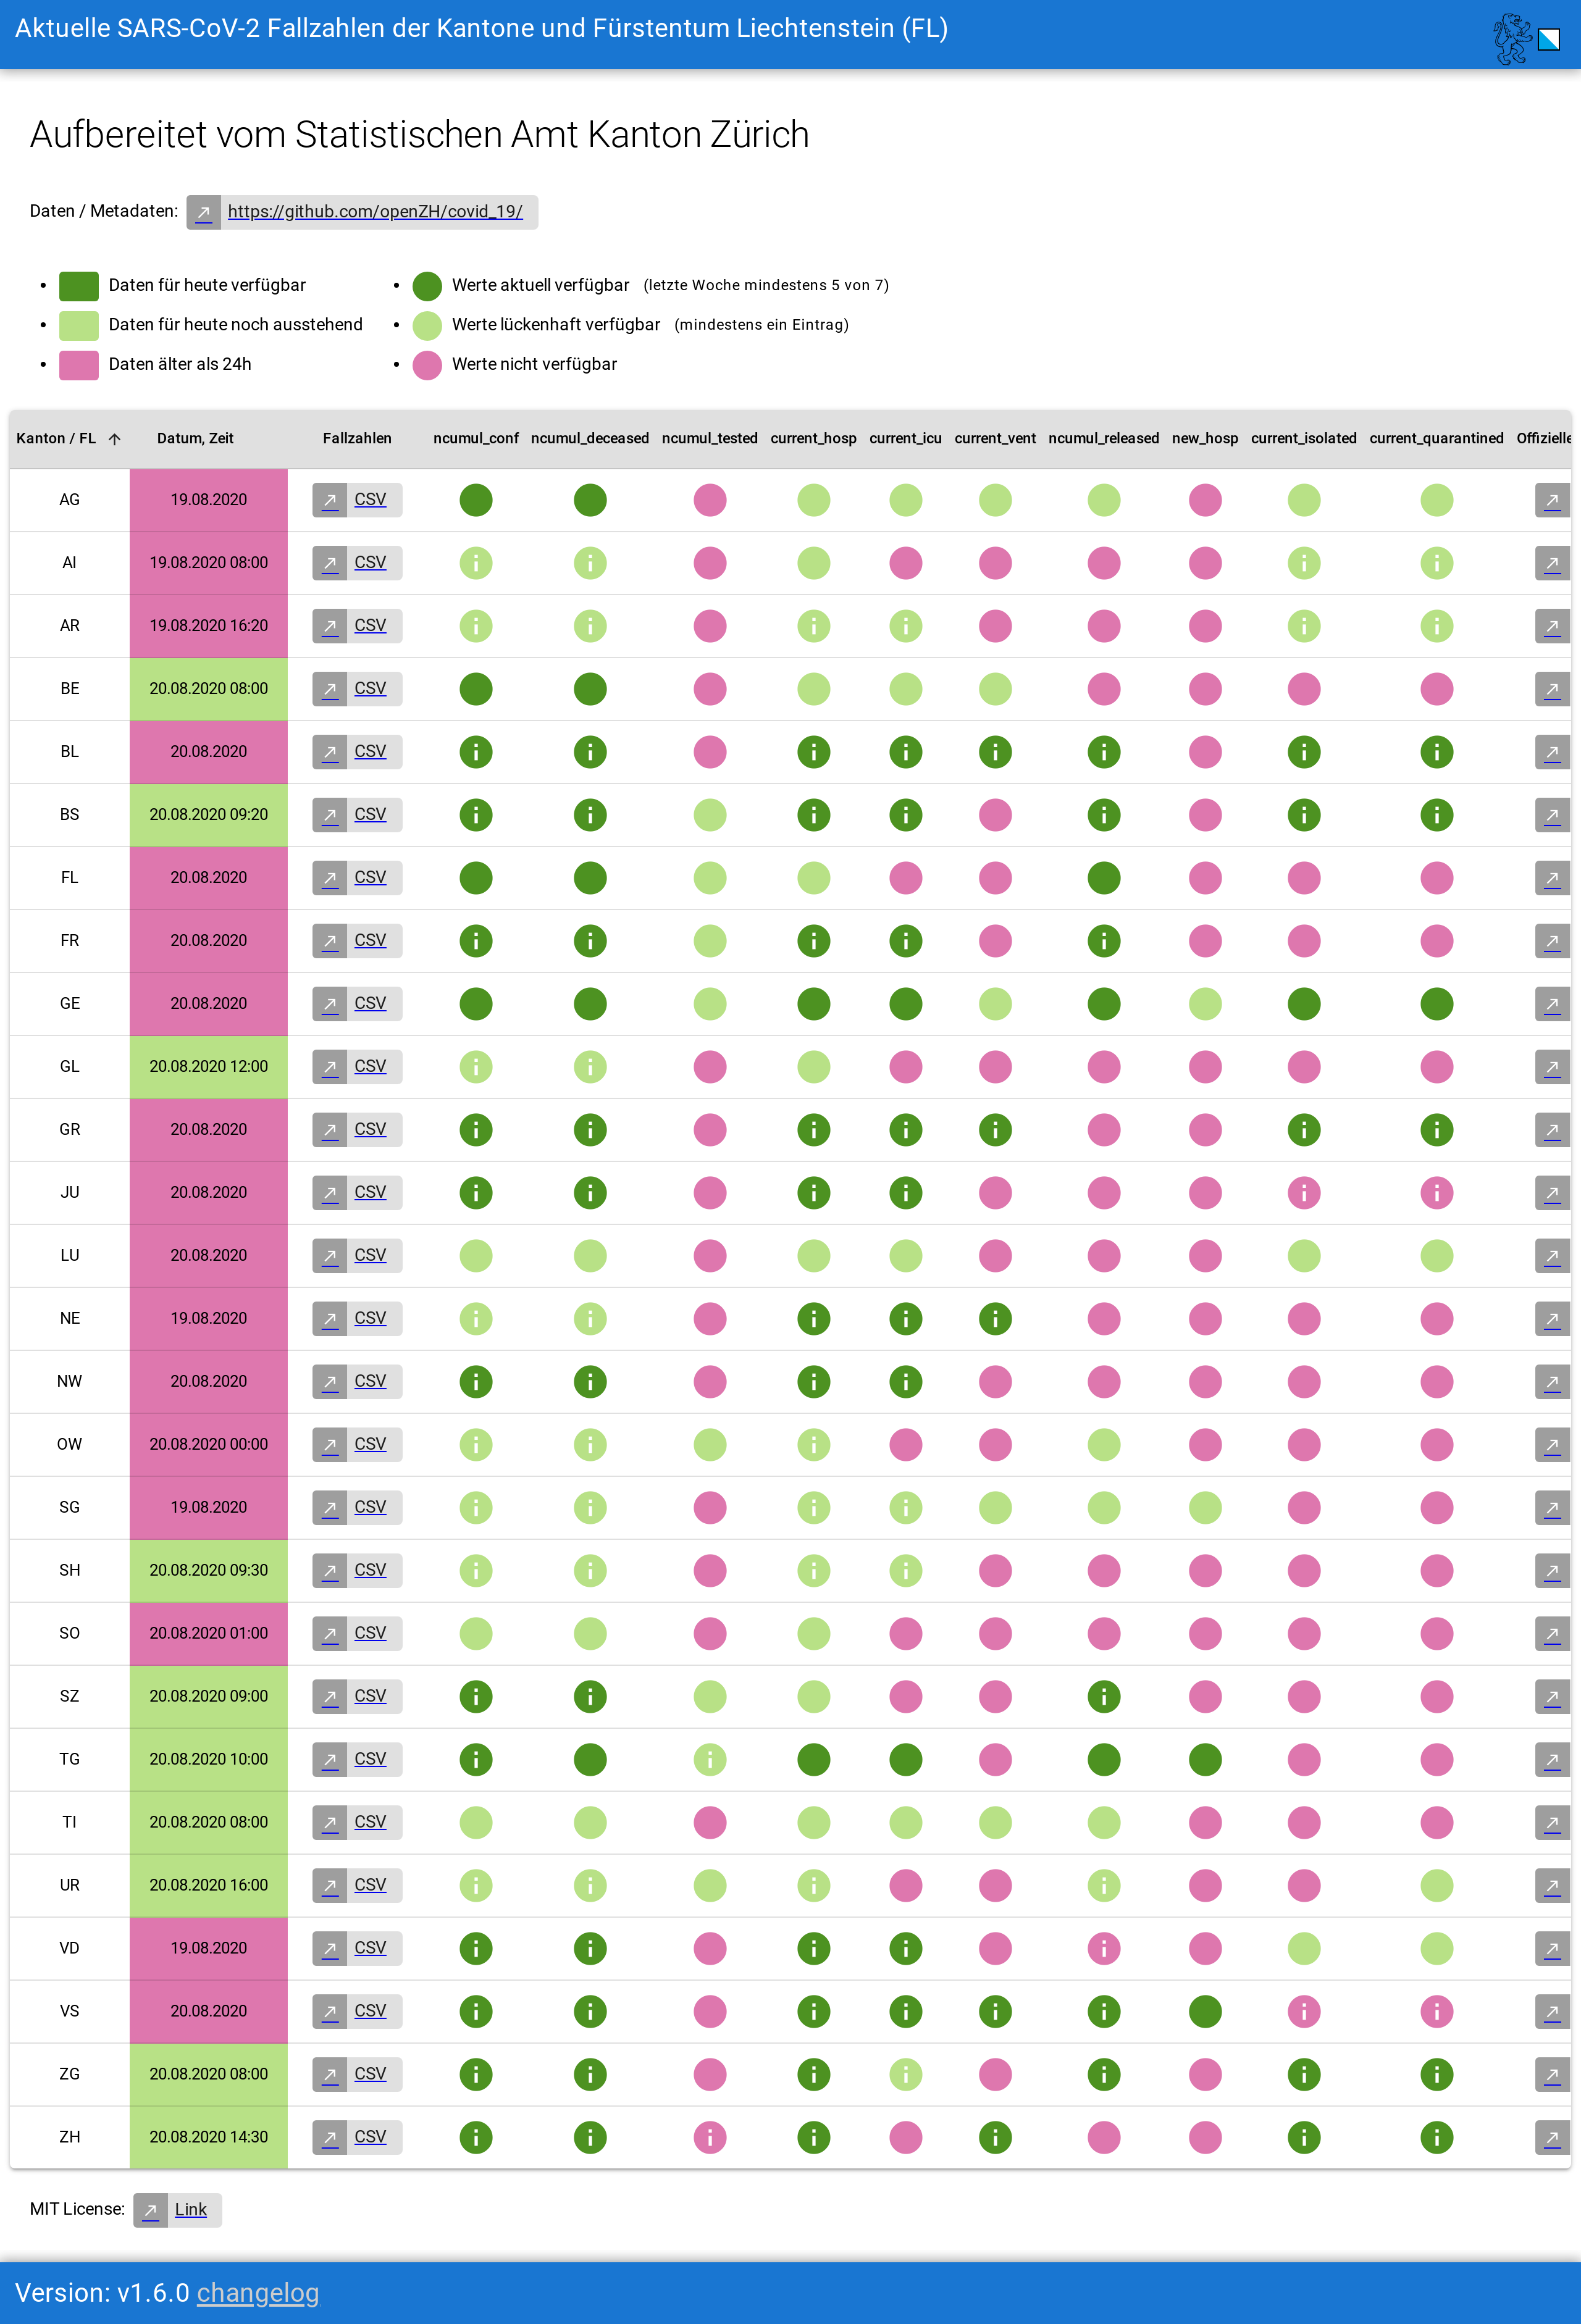 Aktuelle SARS-CoV-2 Fallzahlen der Kantone und Fürstentum Liechtenstein (FL)
Aufbereitet vom Statistischen Amt Kanton Zürich
Daten / Metadaten: https://github.com/openZH/covid_19/
Daten für heute verfügbar
Daten für heute noch ausstehend
Daten älter als 24h
Werte aktuell verfügbar (letzte Woche mindestens 5 von 7)
Werte lückenhaft verfügbar (mindestens ein Eintrag)
Werte nicht verfügbar
Kanton / FL Datum, Zeit Fallzahlen ncumul_conf ncumul_deceased ncumul_tested current_hosp current_icu current_vent ncumul_released new_hosp current_isolated current_quarantined Offizielle
AG 19.08.2020 CSV
AI 19.08.2020 08:00 CSV
AR 19.08.2020 16:20 CSV
BE 20.08.2020 08:00 CSV
BL 20.08.2020 CSV
BS 20.08.2020 09:20 CSV
FL 20.08.2020 CSV
FR 20.08.2020 CSV
GE 20.08.2020 CSV
GL 20.08.2020 12:00 CSV
GR 20.08.2020 CSV
JU 20.08.2020 CSV
LU 20.08.2020 CSV
NE 19.08.2020 CSV
NW 20.08.2020 CSV
OW 20.08.2020 00:00 CSV
SG 19.08.2020 CSV
SH 20.08.2020 09:30 CSV
SO 20.08.2020 01:00 CSV
SZ 20.08.2020 09:00 CSV
TG 20.08.2020 10:00 CSV
TI 20.08.2020 08:00 CSV
UR 20.08.2020 16:00 CSV
VD 19.08.2020 CSV
VS 20.08.2020 CSV
ZG 20.08.2020 08:00 CSV
ZH 20.08.2020 14:30 CSV
MIT License: Link
Version: v1.6.0 changelog